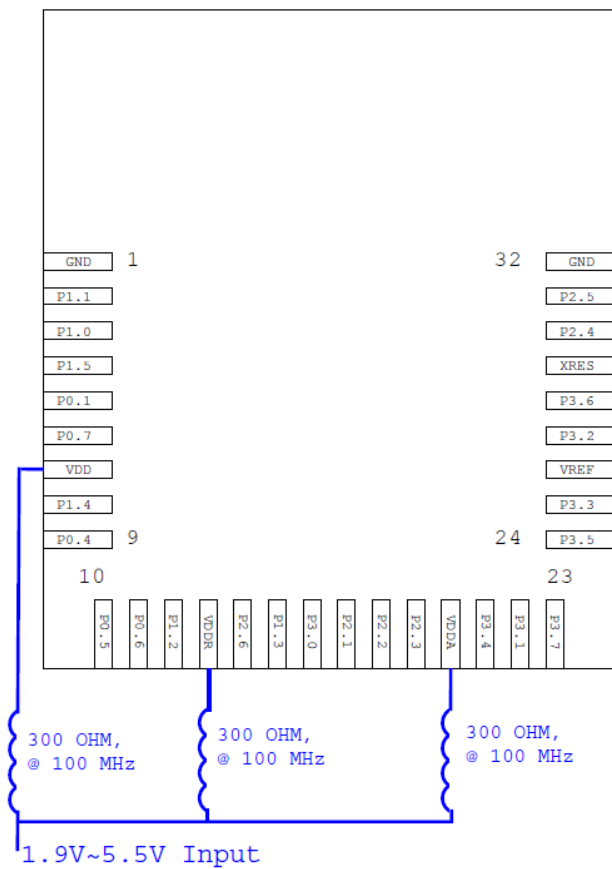 GND 1 32 GND
P1.1 P2.5
P1.0 P2.4
P1.5 XRES
P0.1 P3.6
P0.7 P3.2
VDD VREF
P1.4 P3.3
P0.4 9 24 P3.5
10 23
P0.5 P0.6 P1.2 VDDR P2.6 P1.3 P3.0 P2.1 P2.2 P2.3 VDDA P3.4 P3.1 P3.7
300 OHM,
@ 100 MHz
300 OHM,
@ 100 MHz
300 OHM,
@ 100 MHz
1.9V~5.5V Input